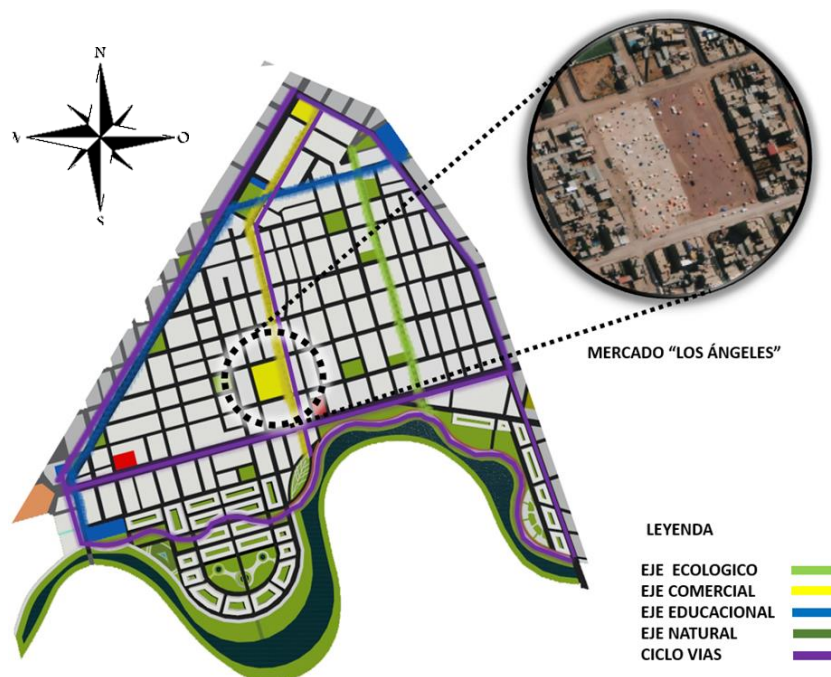 N
O
S
MERCADO “LOS ÁNGELES”
LEYENDA
EJE ECOLOGICO
EJE COMERCIAL
EJE EDUCACIONAL
EJE NATURAL
CICLO VIAS